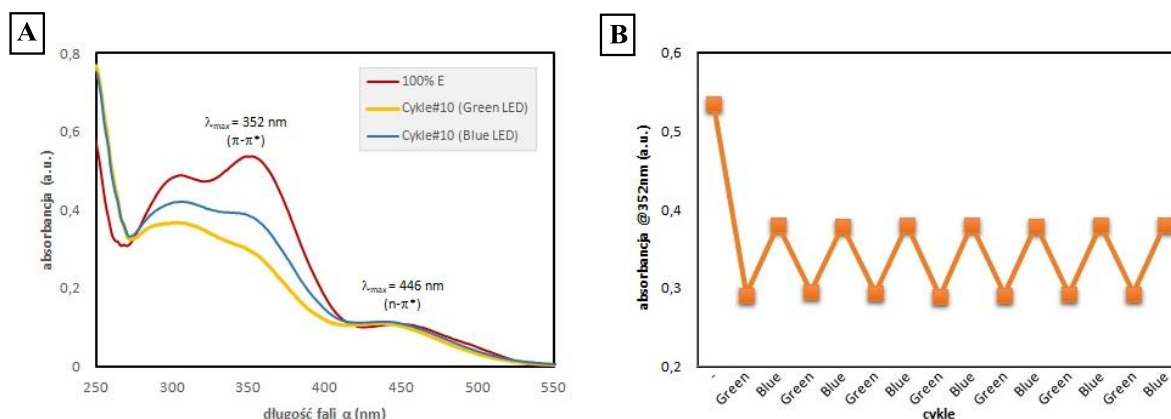 A
0,8
0,6
0,4
0,2
0
250
300
350
400
450
500
550
absorbancja (a.u.)
długość fali α (nm)
λmax = 352 nm
(π-π*)
λmax = 446 nm
(n-π*)
100% E
Cykle#10 (Green LED)
Cykle#10 (Blue LED)
B
0,6
0,5
0,4
0,3
0,2
absorbancja @352nm (a.u.)
-
Green
Blue
Green
Blue
Green
Blue
Green
Blue
Green
Blue
Green
Blue
Green
Blue
cykle